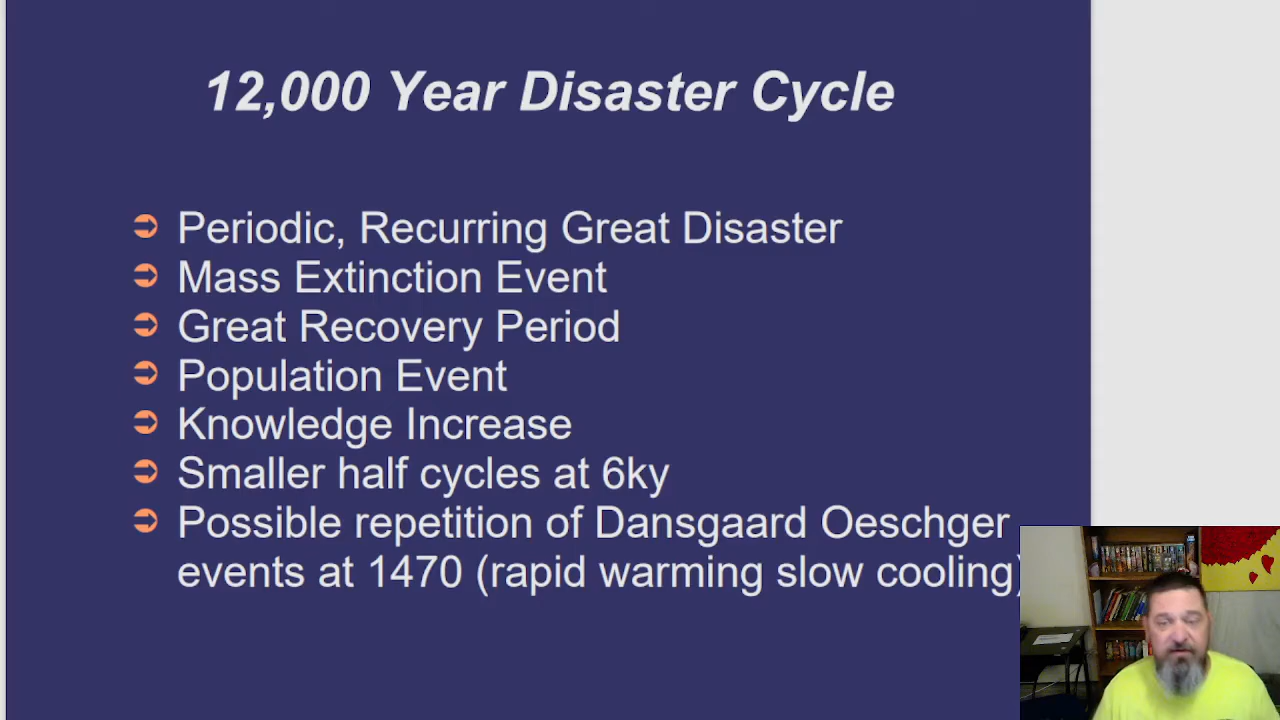 12,000 Year Disaster Cycle
Periodic, Recurring Great Disaster
Mass Extinction Event
Great Recovery Period
Population Event
Knowledge Increase
Smaller half cycles at 6ky
Possible repetition of Dansgaard Oeschger
events at 1470 (rapid warming slow cooling)